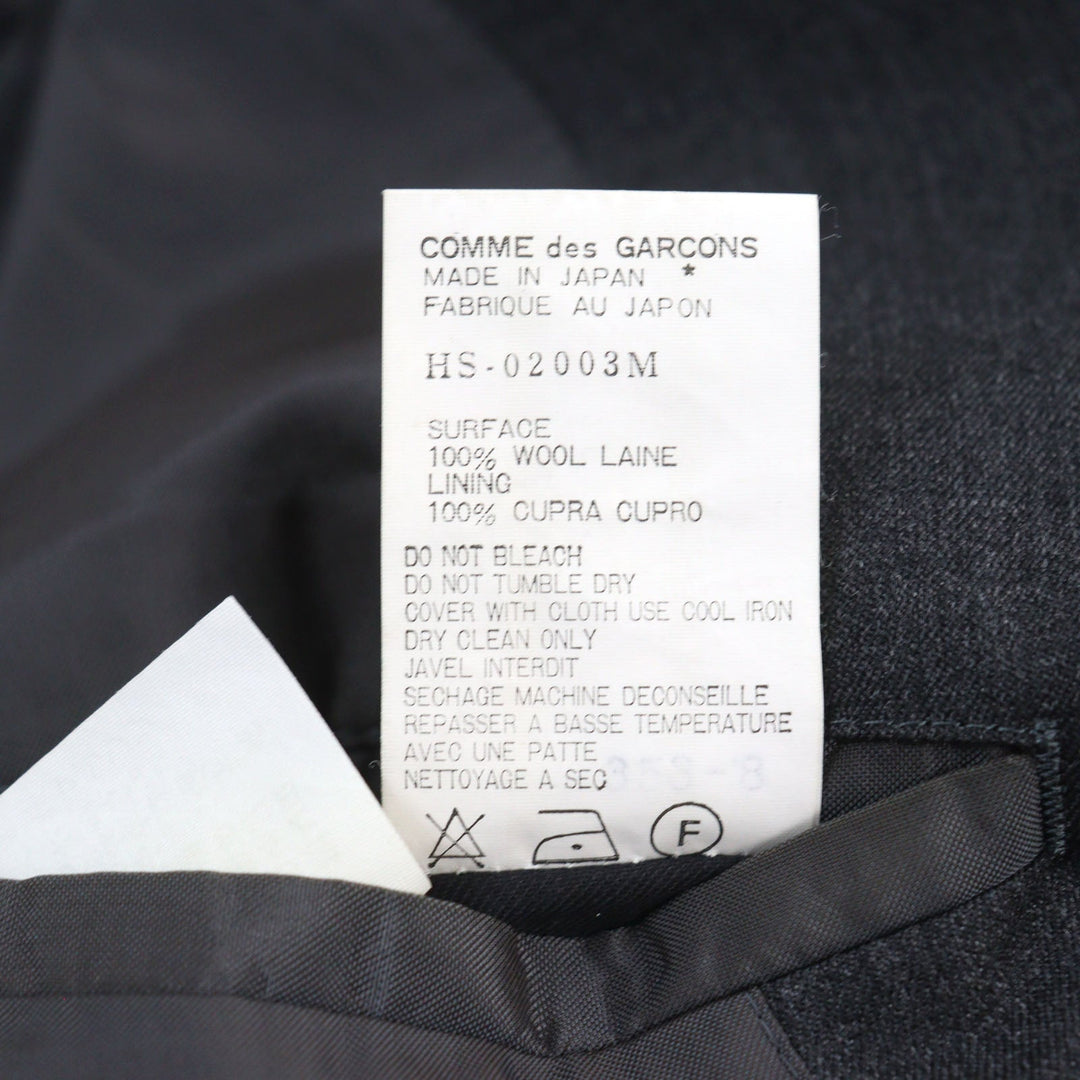 COMME des GARCONS
MADE IN JAPAN *
FABRIQUE AU JAPON
HS-02003M
SURFACE
100% WOOL LAINE
LINING
100% CUPRA CUPRO
DO NOT BLEACH
DO NOT TUMBLE DRY
COVER WITH CLOTH USE COOL IRON
DRY CLEAN ONLY
JAVEL INTERDIT
SECHAGE MACHINE DECONSEILLE
REPASSER A BASSE TEMPERATURE
AVEC UNE PATTE
NETTOYAGE A SEC
F